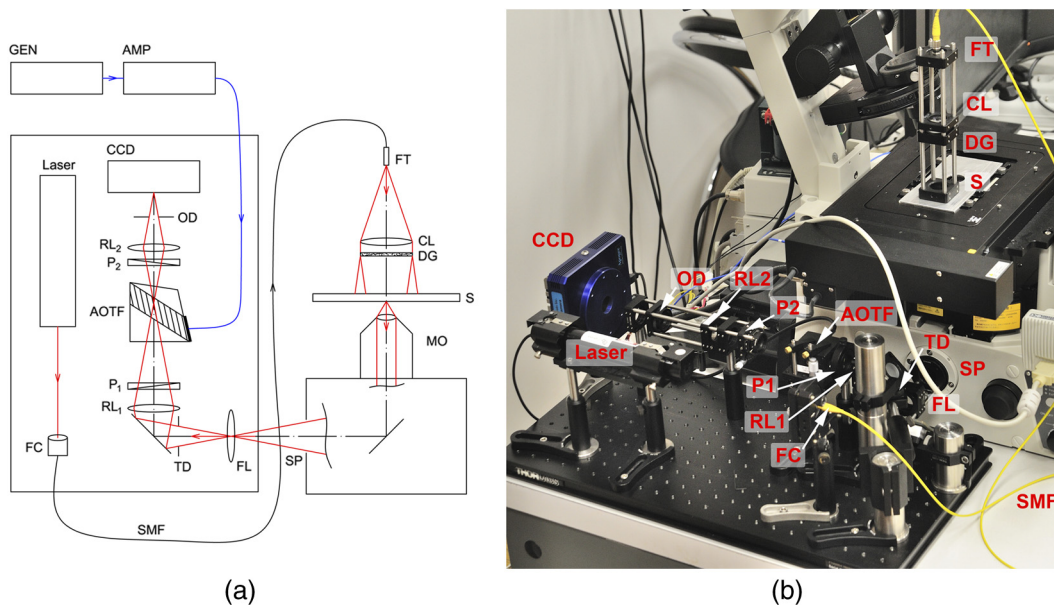 GEN
AMP
Laser
CCD
OD
RL2
P2
AOTF
P1
RL1
FC
TD
FL
SP
SMF
FT
CL
DG
S
MO
(a)
FT
CL
DG
S
CCD
OD
RL2
P2
AOTF
TD
SP
Laser
P1
RL1
FL
FC
SMF
(b)